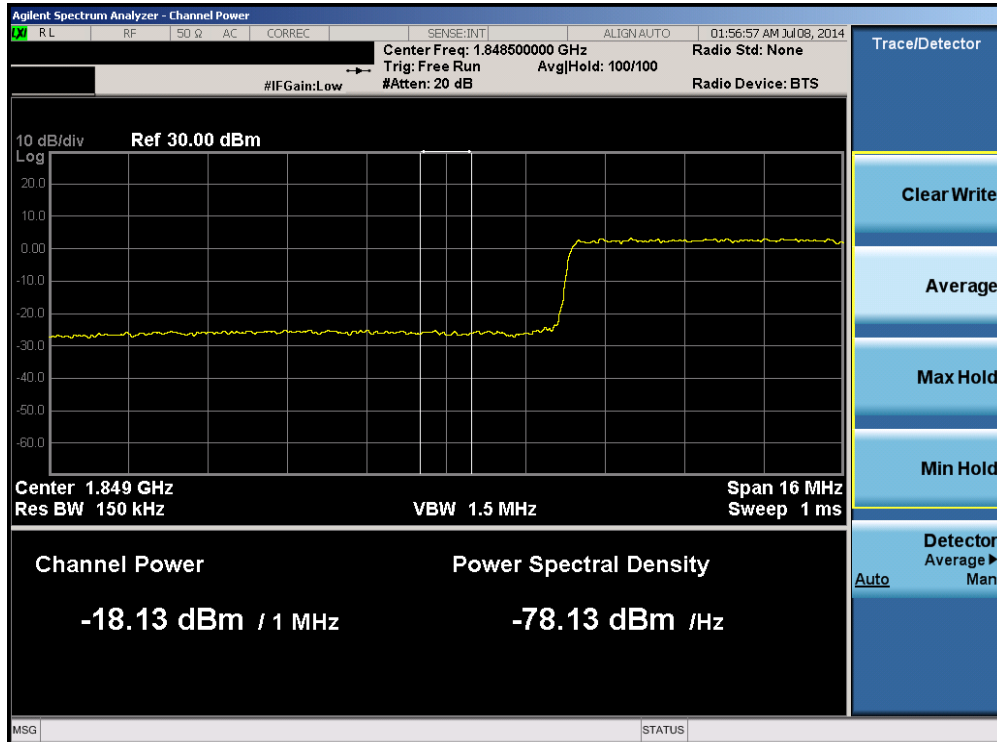 Agilent Spectrum Analyzer - Channel Power
LXI RL RF 50 Ω AC CORREC SENSE:INT ALIGN AUTO 01:56:57 AM Jul 08, 2014
Center Freq: 1.848500000 GHz Radio Std: None
Trig: Free Run Avg|Hold: 100/100
#IFGain:Low #Atten: 20 dB Radio Device: BTS
10 dB/div Ref 30.00 dBm
Log
20.0
10.0
0.00
-10.0
-20.0
-30.0
-40.0
-50.0
-60.0
Center 1.849 GHz Span 16 MHz
Res BW 150 kHz VBW 1.5 MHz Sweep 1 ms
Channel Power Power Spectral Density
-18.13 dBm / 1 MHz -78.13 dBm /Hz
MSG STATUS
Trace/Detector
Clear Write
Average
Max Hold
Min Hold
Detector
Average►
Auto Man